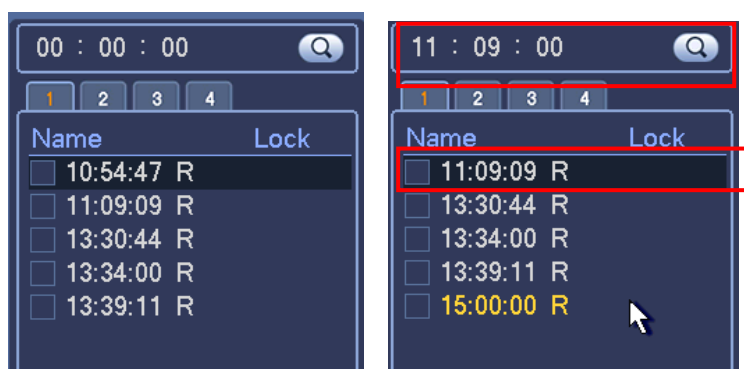 00 : 00 : 00
1 2 3 4
Name Lock
10:54:47 R
11:09:09 R
13:30:44 R
13:34:00 R
13:39:11 R
11 : 09 : 00
1 2 3 4
Name Lock
11:09:09 R
13:30:44 R
13:34:00 R
13:39:11 R
15:00:00 R